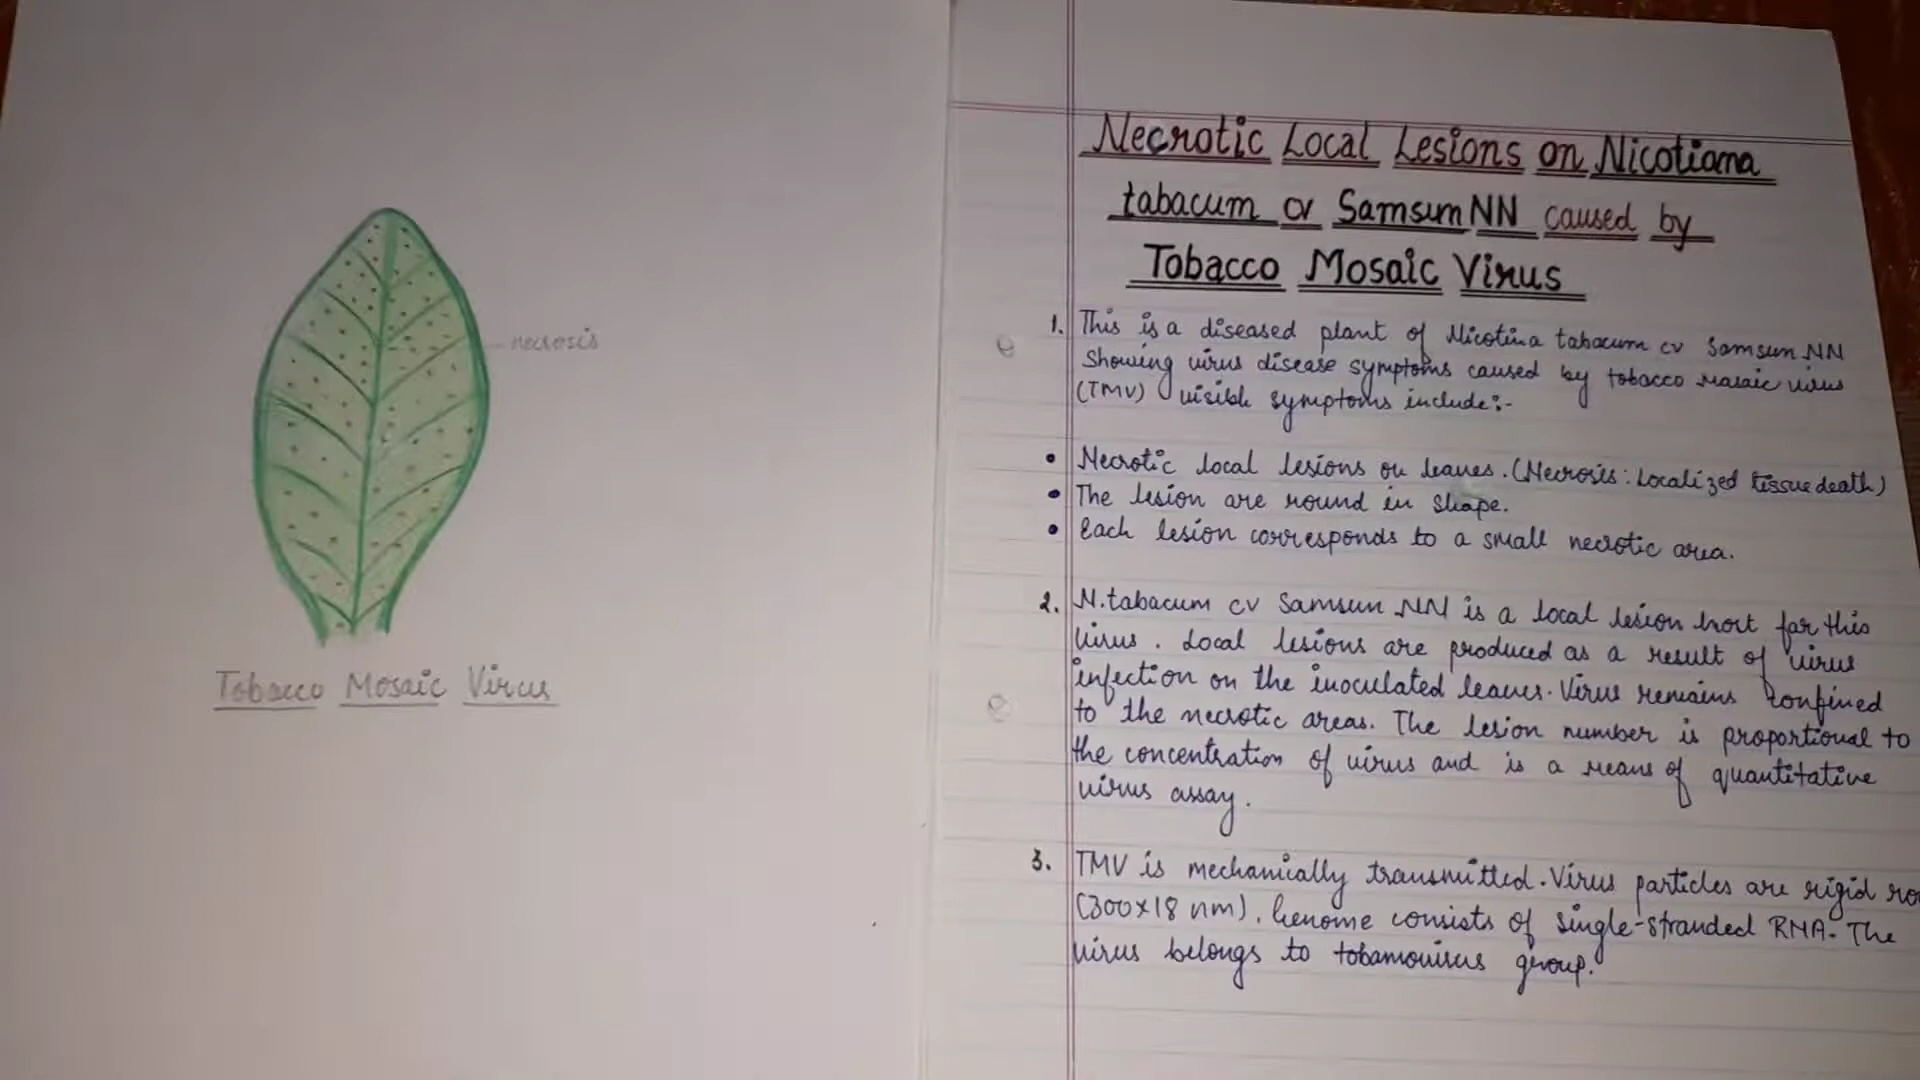 necrosis
Tobacco Mosaic Virus
Necrotic Local Lesions on Nicotiana
tabacum cv Samsun NN caused by
Tobacco Mosaic Virus
1. This is a diseased plant of Nicotina tabacum cv Samsun NN
showing virus disease symptoms caused by tobacco mosaic virus
(TMV) visible symptoms include:-
• Necrotic local lesions on leaves. (Necrosis: Localized tissue death)
• The lesion are round in shape.
• Each lesion corresponds to a small necrotic area.
2. N. tabacum cv Samsun NN is a local lesion host for this
virus. Local lesions are produced as a result of virus
infection on the inoculated leaves. Virus remains confined
to the necrotic areas. The lesion number is proportional to
the concentration of virus and is a means of quantitative
virus assay.
3. TMV is mechanically transmitted. Virus particles are rigid
(300x18 nm). Genome consists of single-stranded RNA. The
virus belongs to tobamovirus group.